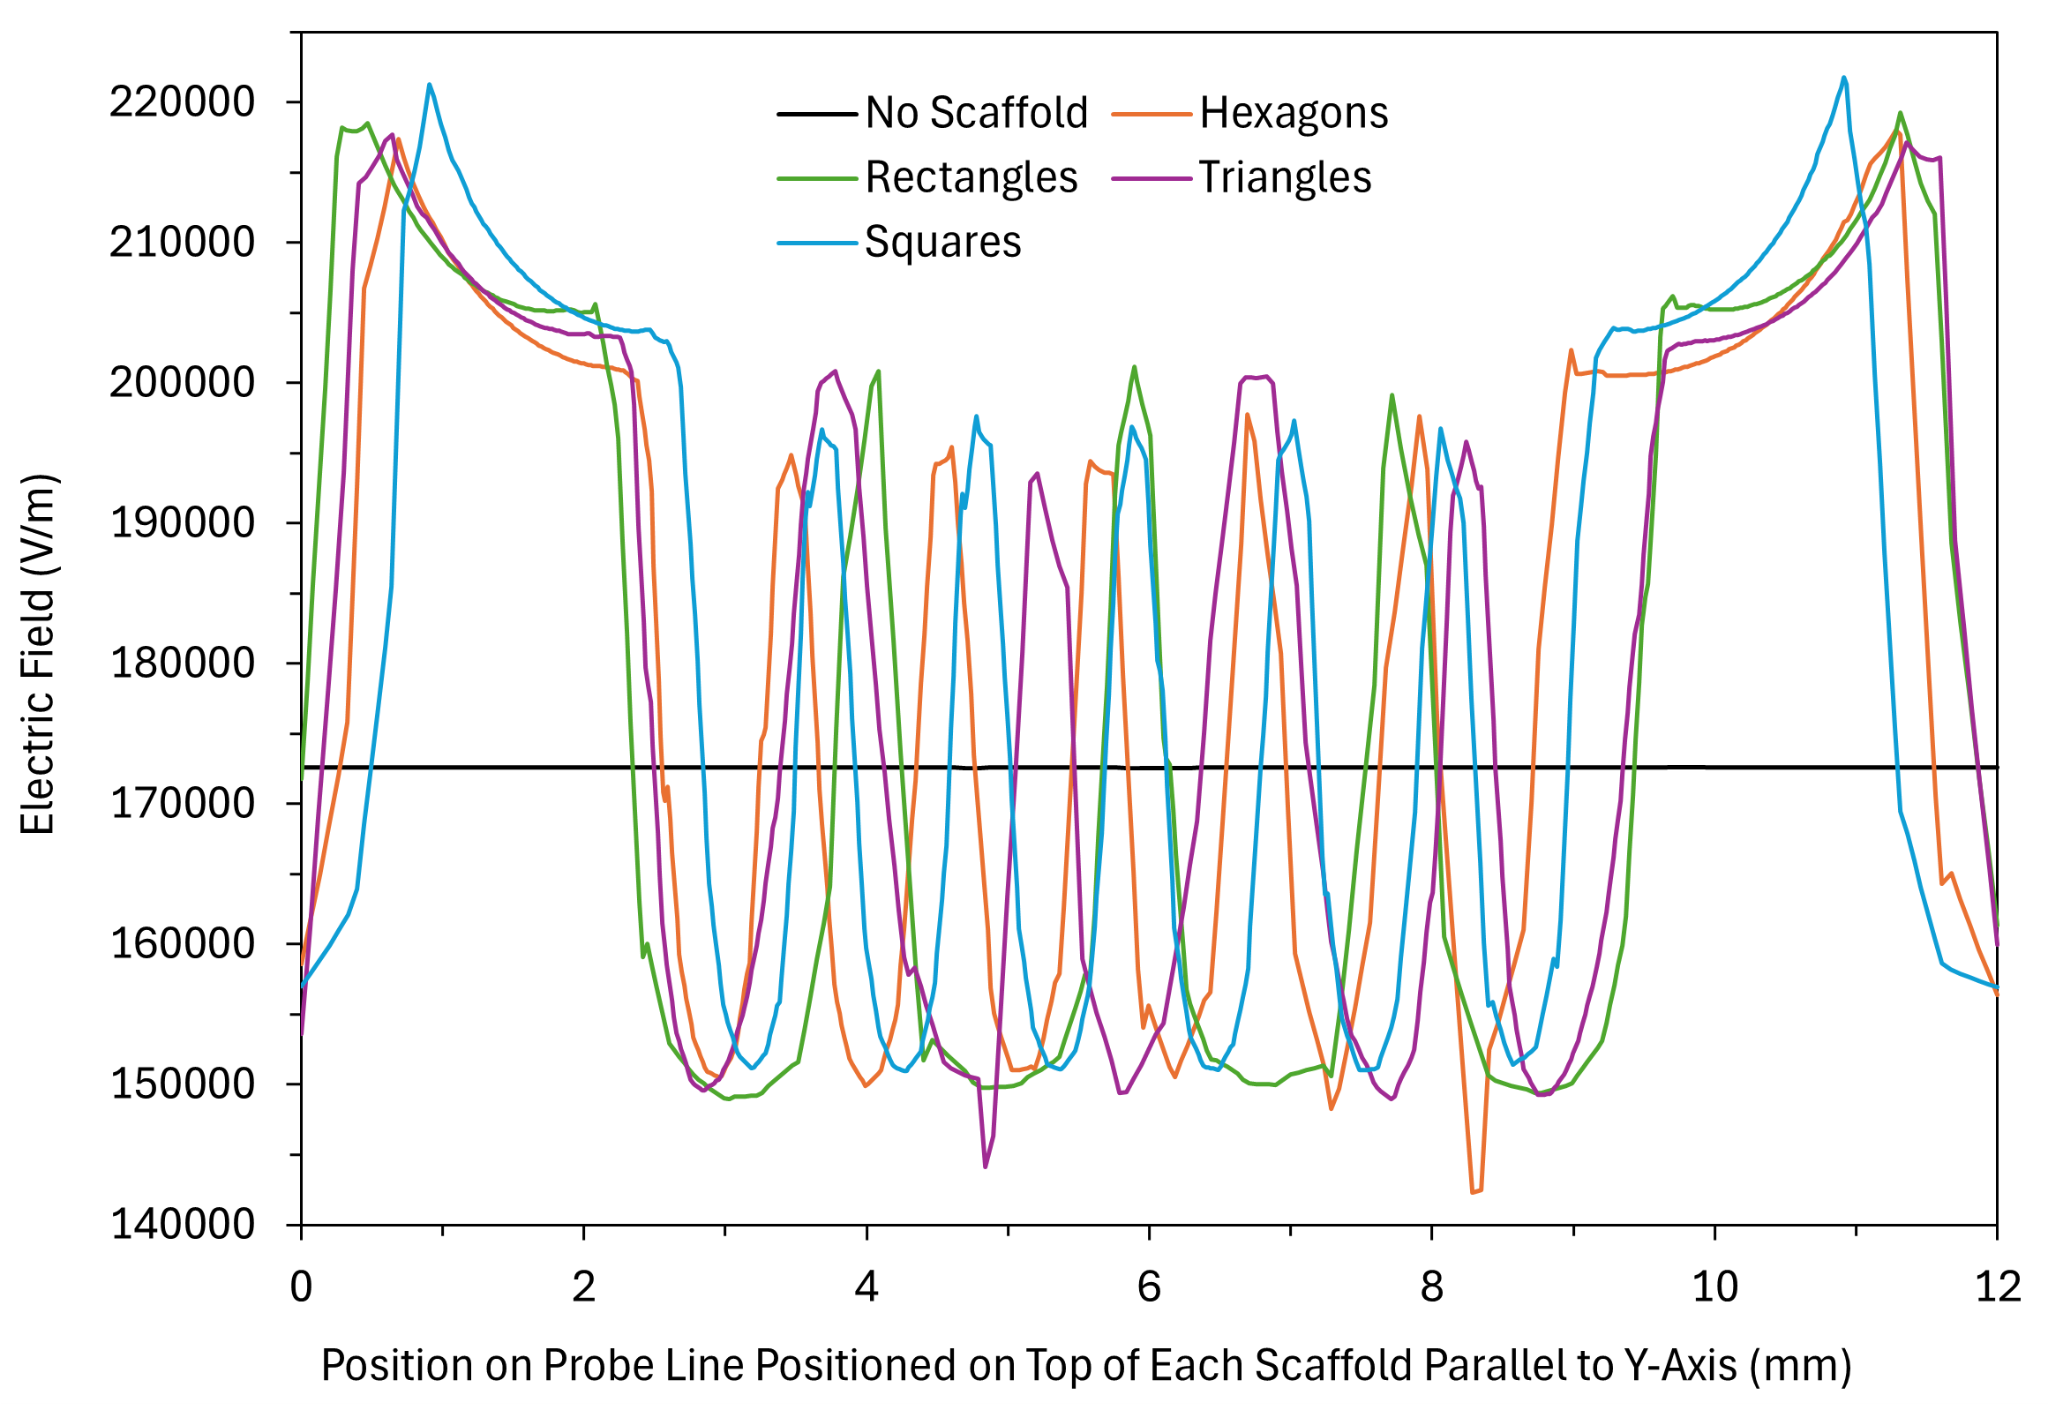 220000
210000
200000
190000
180000
170000
160000
150000
140000
Electric Field (V/m)
No Scaffold
Hexagons
Rectangles
Triangles
Squares
0 2 4 6 8 10 12
Position on Probe Line Positioned on Top of Each Scaffold Parallel to Y-Axis (mm)